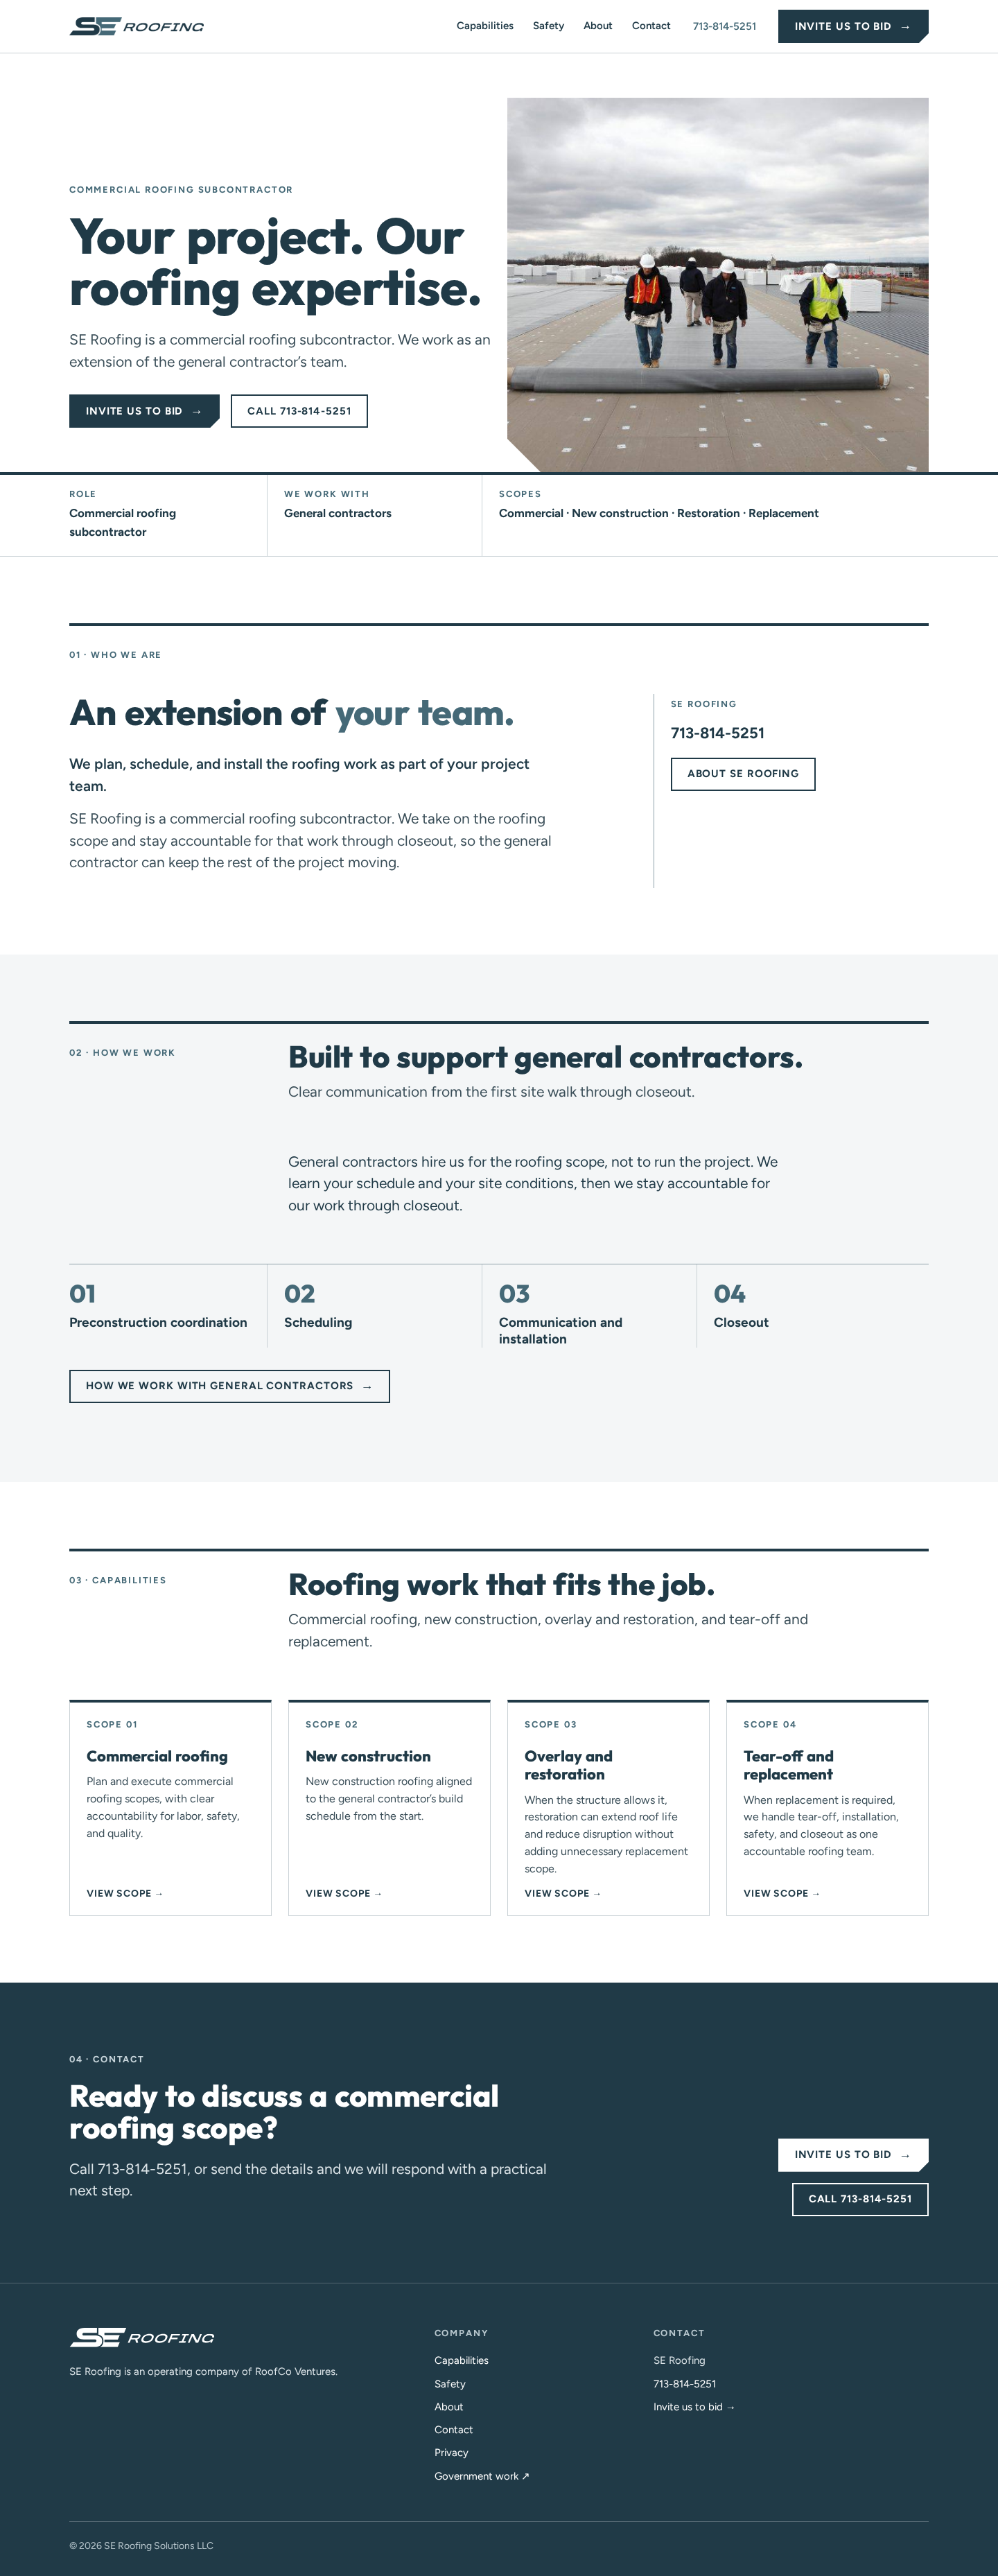 SE ROOFING
Capabilities Safety About Contact 713-814-5251 INVITE US TO BID →
COMMERCIAL ROOFING SUBCONTRACTOR
Your project. Our
roofing expertise.
SE Roofing is a commercial roofing subcontractor. We work as an
extension of the general contractor’s team.
INVITE US TO BID → CALL 713-814-5251
ROLE
Commercial roofing
subcontractor
WE WORK WITH
General contractors
SCOPES
Commercial · New construction · Restoration · Replacement
01 · WHO WE ARE
An extension of your team.
We plan, schedule, and install the roofing work as part of your project
team.
SE Roofing is a commercial roofing subcontractor. We take on the roofing
scope and stay accountable for that work through closeout, so the general
contractor can keep the rest of the project moving.
SE ROOFING
713-814-5251
ABOUT SE ROOFING
02 · HOW WE WORK
Built to support general contractors.
Clear communication from the first site walk through closeout.
General contractors hire us for the roofing scope, not to run the project. We
learn your schedule and your site conditions, then we stay accountable for
our work through closeout.
01
Preconstruction coordination
02
Scheduling
03
Communication and
installation
04
Closeout
HOW WE WORK WITH GENERAL CONTRACTORS →
03 · CAPABILITIES
Roofing work that fits the job.
Commercial roofing, new construction, overlay and restoration, and tear-off and
replacement.
SCOPE 01
Commercial roofing
Plan and execute commercial
roofing scopes, with clear
accountability for labor, safety,
and quality.
VIEW SCOPE →
SCOPE 02
New construction
New construction roofing aligned
to the general contractor’s build
schedule from the start.
VIEW SCOPE →
SCOPE 03
Overlay and
restoration
When the structure allows it,
restoration can extend roof life
and reduce disruption without
adding unnecessary replacement
scope.
VIEW SCOPE →
SCOPE 04
Tear-off and
replacement
When replacement is required,
we handle tear-off, installation,
safety, and closeout as one
accountable roofing team.
VIEW SCOPE →
04 · CONTACT
Ready to discuss a commercial
roofing scope?
Call 713-814-5251, or send the details and we will respond with a practical
next step.
INVITE US TO BID →
CALL 713-814-5251
SE ROOFING
SE Roofing is an operating company of RoofCo Ventures.
COMPANY
Capabilities
Safety
About
Contact
Privacy
Government work ↗
CONTACT
SE Roofing
713-814-5251
Invite us to bid →
© 2026 SE Roofing Solutions LLC